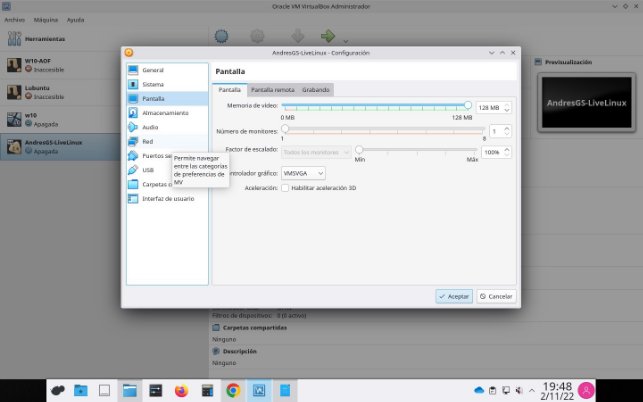 Oracle VM VirtualBox Administrador
Archivo Máquina Ayuda
Herramientas
W10-AOF
Inaccesible
Lubuntu
Inaccesible
w10
Apagada
AndresGS-LiveLinux
Apagada
Previsualización
AndresGS-LiveLinux
AndresGS-LiveLinux - Configuración
General
Sistema
Pantalla
Almacenamiento
Audio
Red
Puertos se
USB
Carpetas c
Interfaz de usuario
Permite navegar
entre las categorías
de preferencias de
MV
Pantalla
Pantalla Pantalla remota Grabando
Memoria de vídeo: 128 MB
0 MB 128 MB
Número de monitores: 1
1 8
Factor de escalado: Todos los monitores 100%
Mín Máx
ontrolador gráfico: VMSVGA
Aceleración: Habilitar aceleración 3D
Aceptar Cancelar
Filtros de dispositivos: 0 (0 activo)
Carpetas compartidas
Ninguno
Descripción
Ninguno
19:48
2/11/22